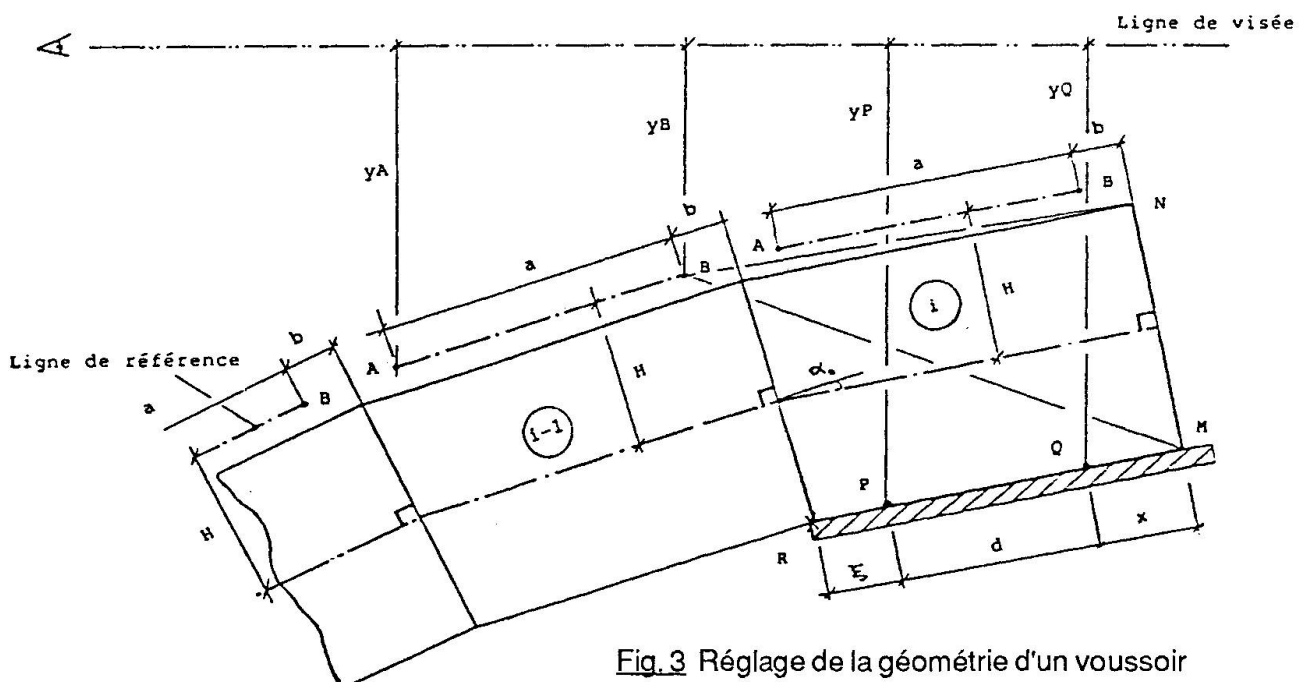 Ligne de visée
yA
yB
yP
yQ
b
a
B
N
A
b
a
B
H
i
Ligne de référence
b
A
H
α₀
a
B
i-1
M
Q
P
H
R
ξ
d
x
Fig. 3 Réglage de la géométrie d'un voussoir